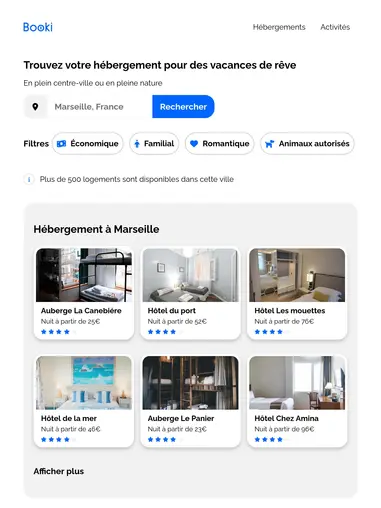 Booki
Hébergements Activités
Trouvez votre hébergement pour des vacances de rêve
En plein centre-ville ou en pleine nature
Marseille, France Rechercher
Filtres Économique Familial Romantique Animaux autorisés
Plus de 500 logements sont disponibles dans cette ville
Hébergement à Marseille
Auberge La Canebière
Nuit à partir de 25€
Hôtel du port
Nuit à partir de 52€
Hôtel Les mouettes
Nuit à partir de 76€
Hôtel de la mer
Nuit à partir de 46€
Auberge Le Panier
Nuit à partir de 23€
Hôtel Chez Amina
Nuit à partir de 96€
Afficher plus